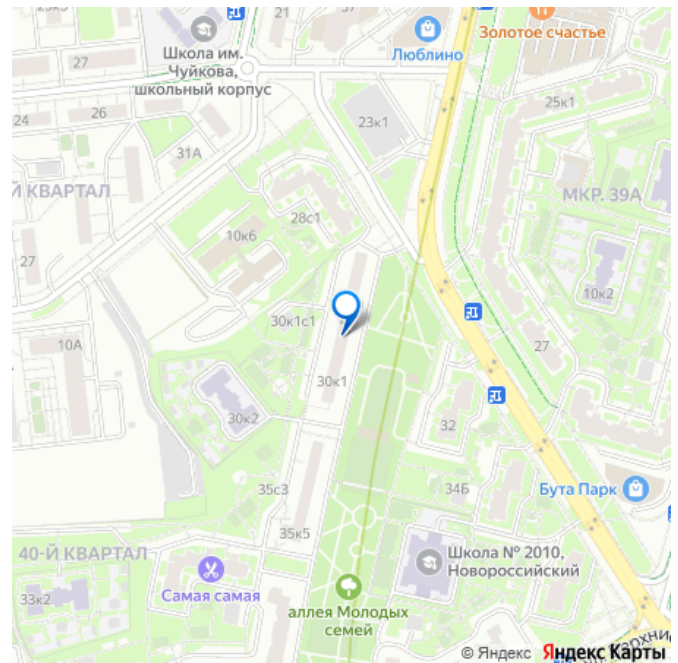 21
37
Люблино
Золотое счастье
Школа им.
Чуйкова,
школьный корпус
27
24
26
23к1
25к1
31А
Й КВАРТАЛ
МКР. 39А
28с1
10к6
27
10к2
30к1с1
10А
27
30к1
30к2
32
35с3
34Б
Бута Парк
35к5
40-Й КВАРТАЛ
Школа № 2010,
Новороссийский
Самая самая
33к2
аллея Молодых
семей
© Яндекс Яндекс Карты